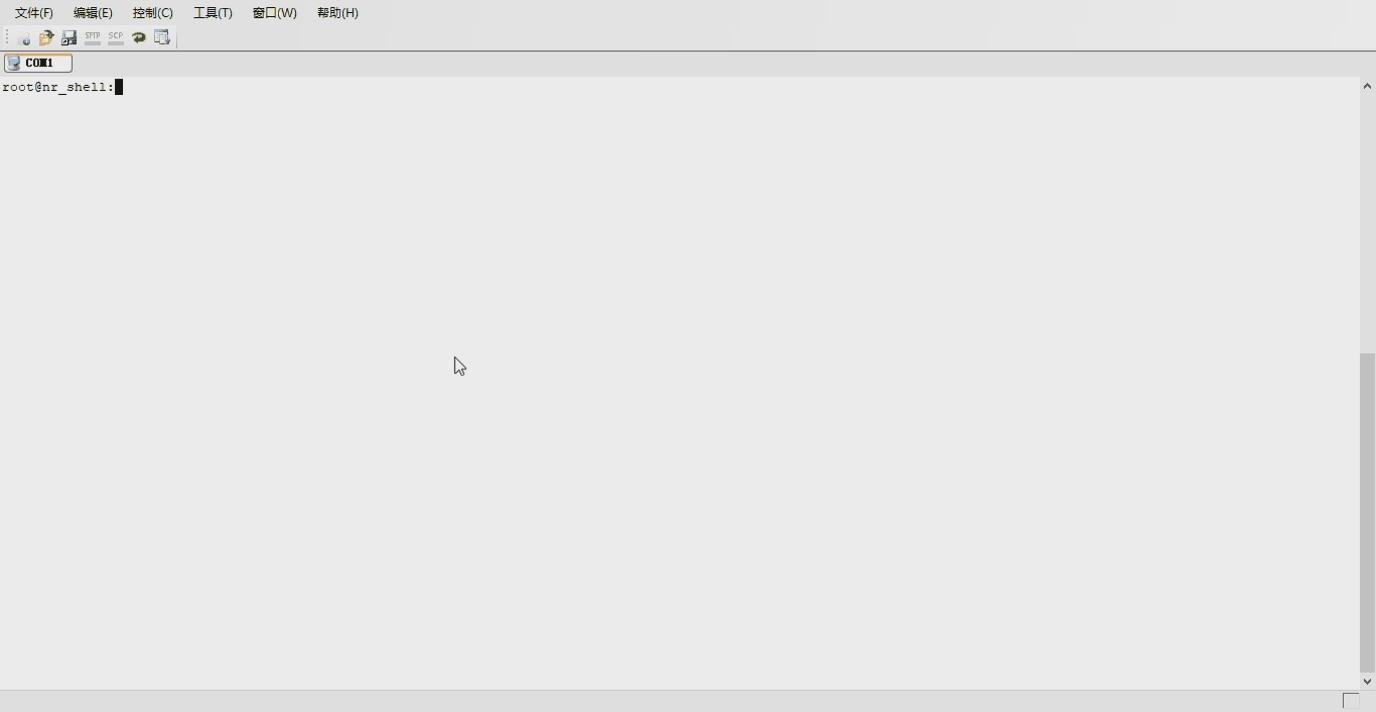 文件(F) 编辑(E) 控制(C) 工具(T) 窗口(W) 帮助(H)
SFTP SCP
COM1
root@nr_shell: